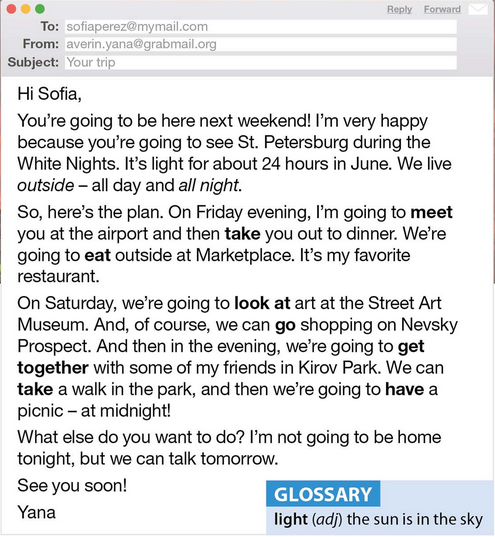 Reply Forward
To: sofiaperez@mymail.com
From: averin.yana@grabmail.org
Subject: Your trip
Hi Sofia,
You're going to be here next weekend! I'm very happy
because you're going to see St. Petersburg during the
White Nights. It's light for about 24 hours in June. We live
outside – all day and all night.
So, here's the plan. On Friday evening, I'm going to meet
you at the airport and then take you out to dinner. We're
going to eat outside at Marketplace. It's my favorite
restaurant.
On Saturday, we're going to look at art at the Street Art
Museum. And, of course, we can go shopping on Nevsky
Prospect. And then in the evening, we're going to get
together with some of my friends in Kirov Park. We can
take a walk in the park, and then we're going to have a
picnic – at midnight!
What else do you want to do? I'm not going to be home
tonight, but we can talk tomorrow.
See you soon!
Yana
GLOSSARY
light (adj) the sun is in the sky